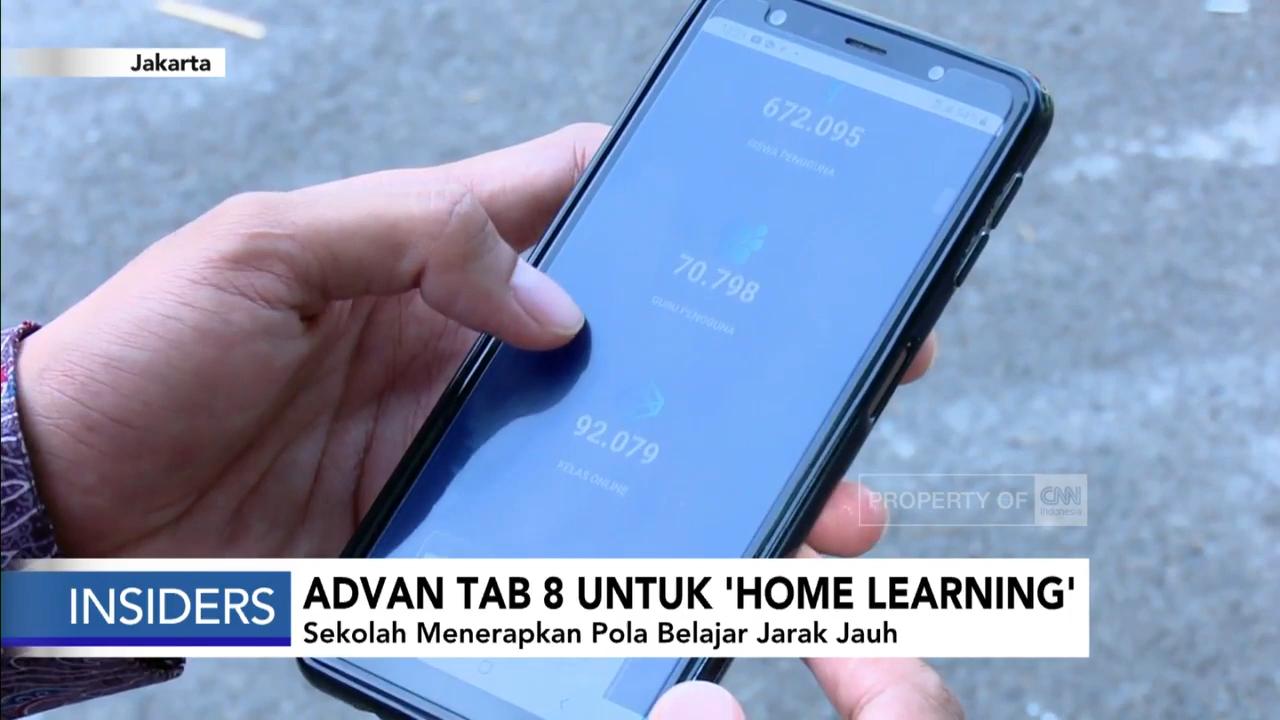 Jakarta
672.095
SISWA PENGGUNA
70.798
GURU PENGGUNA
92.079
KELAS ONLINE
PROPERTY OF CNN
Indonesia
INSIDERS
ADVAN TAB 8 UNTUK 'HOME LEARNING'
Sekolah Menerapkan Pola Belajar Jarak Jauh